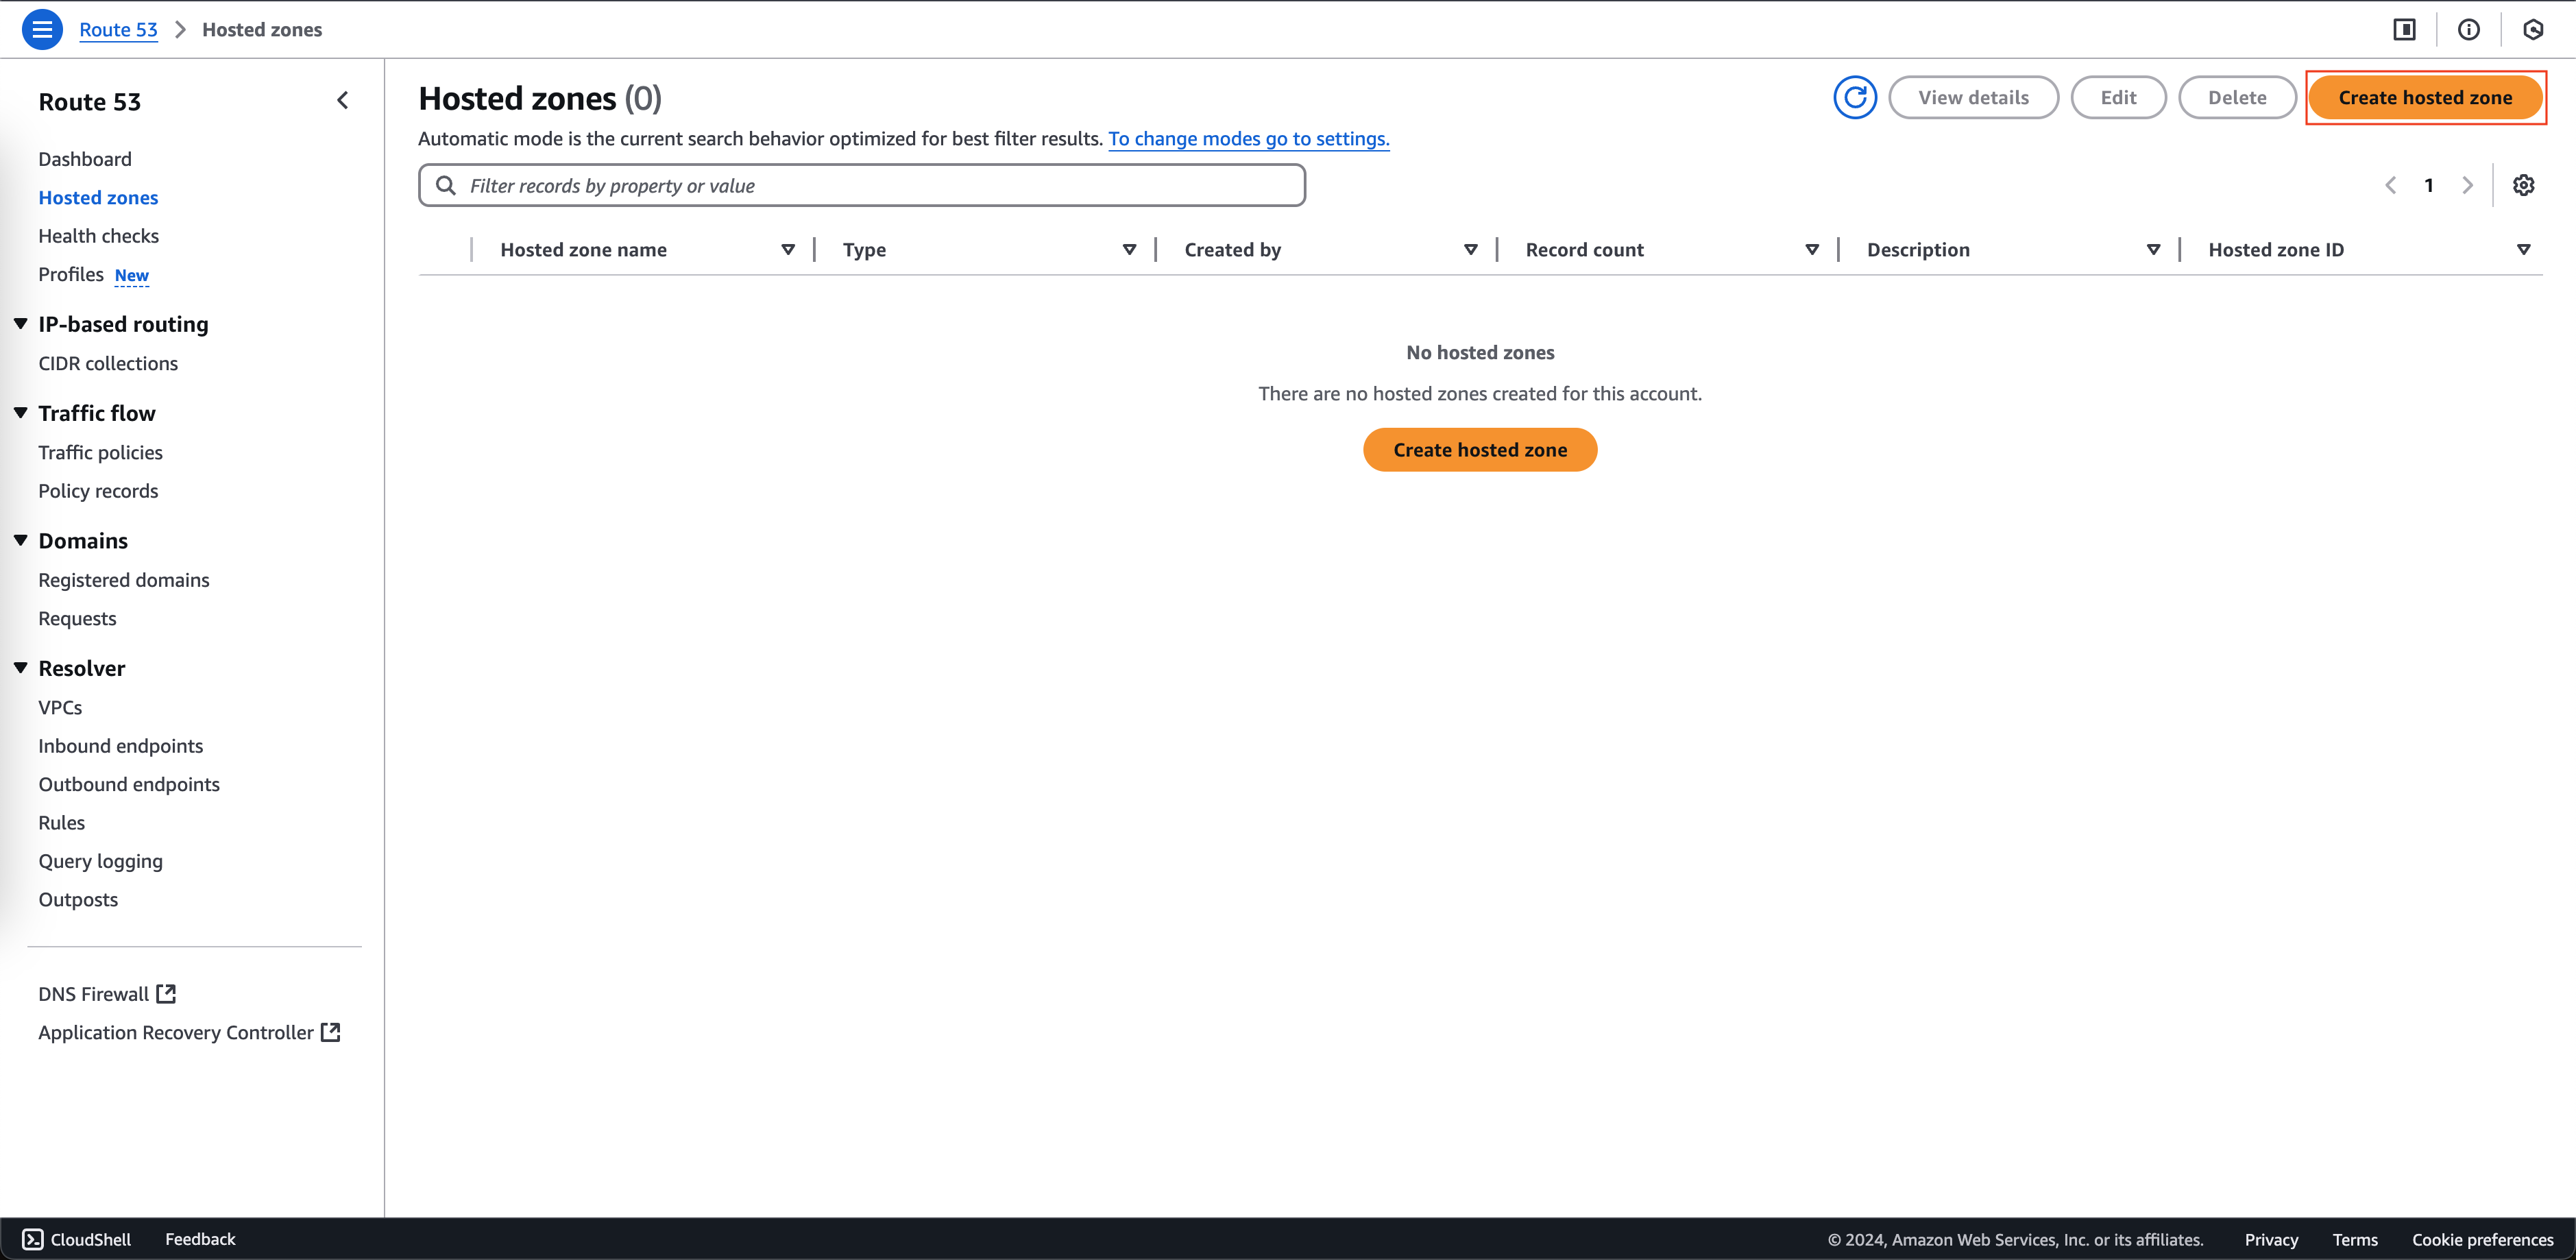 Route 53 > Hosted zones
Route 53
Dashboard
Hosted zones
Health checks
Profiles New
IP-based routing
CIDR collections
Traffic flow
Traffic policies
Policy records
Domains
Registered domains
Requests
Resolver
VPCs
Inbound endpoints
Outbound endpoints
Rules
Query logging
Outposts
DNS Firewall
Application Recovery Controller
Hosted zones (0)
View details
Edit
Delete
Create hosted zone
Automatic mode is the current search behavior optimized for best filter results. To change modes go to settings.
Filter records by property or value
1
Hosted zone name
Type
Created by
Record count
Description
Hosted zone ID
No hosted zones
There are no hosted zones created for this account.
Create hosted zone
CloudShell
Feedback
© 2024, Amazon Web Services, Inc. or its affiliates.
Privacy
Terms
Cookie preferences